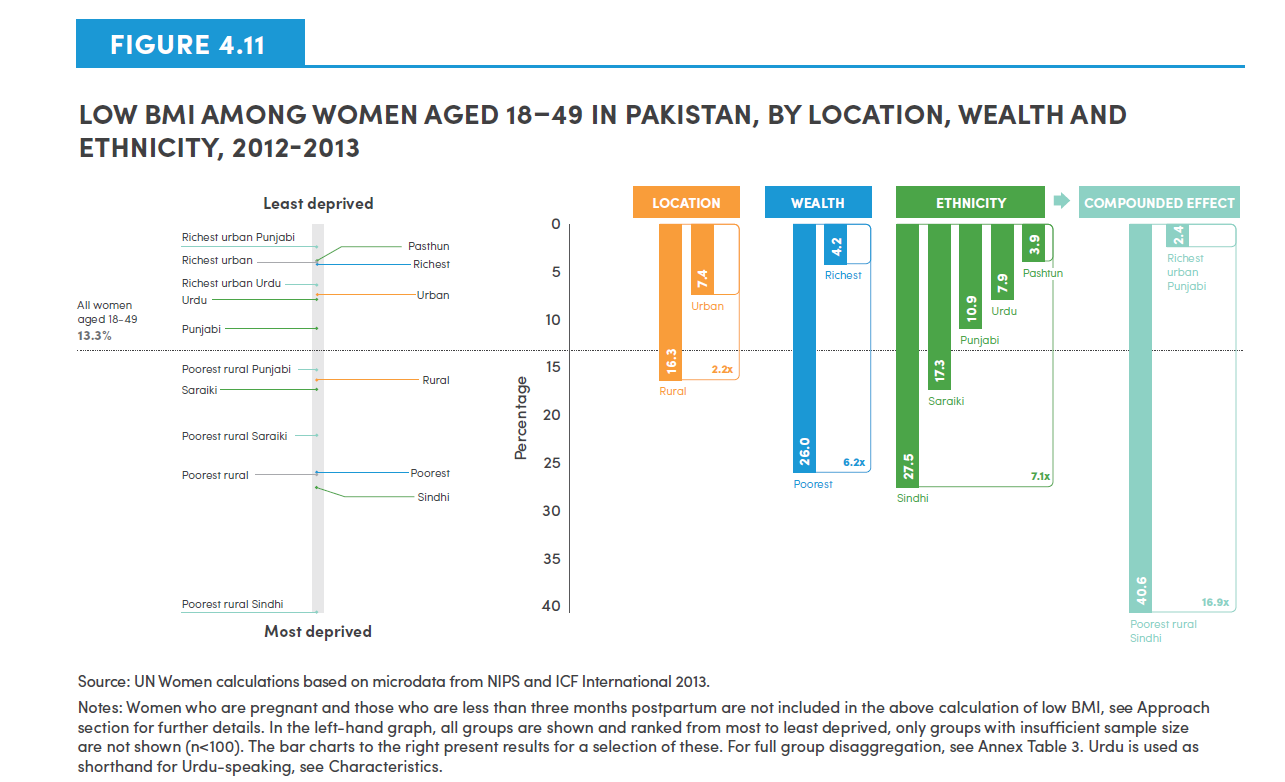 FIGURE 4.11
LOW BMI AMONG WOMEN AGED 18–49 IN PAKISTAN, BY LOCATION, WEALTH AND
ETHNICITY, 2012-2013
Least deprived
Richest urban Punjabi
Richest urban
Richest urban Urdu
Urdu
Punjabi
Poorest rural Punjabi
Saraiki
Poorest rural Saraiki
Poorest rural
Poorest rural Sindhi
Pasthun
Richest
Urban
Rural
Poorest
Sindhi
All women
aged 18-49
13.3%
Most deprived
Percentage
0
5
10
15
20
25
30
35
40
LOCATION
16.3
Rural
7.4
Urban
2.2x
WEALTH
26.0
Poorest
4.2
Richest
6.2x
ETHNICITY
27.5
Sindhi
17.3
Saraiki
10.9
Punjabi
7.9
Urdu
3.9
Pashtun
7.1x
COMPOUNDED EFFECT
40.6
Poorest rural
Sindhi
2.4
Richest
urban
Punjabi
16.9x
Source: UN Women calculations based on microdata from NIPS and ICF International 2013.
Notes: Women who are pregnant and those who are less than three months postpartum are not included in the above calculation of low BMI, see Approach
section for further details. In the left-hand graph, all groups are shown and ranked from most to least deprived, only groups with insufficient sample size
are not shown (n<100). The bar charts to the right present results for a selection of these. For full group disaggregation, see Annex Table 3. Urdu is used as
shorthand for Urdu-speaking, see Characteristics.